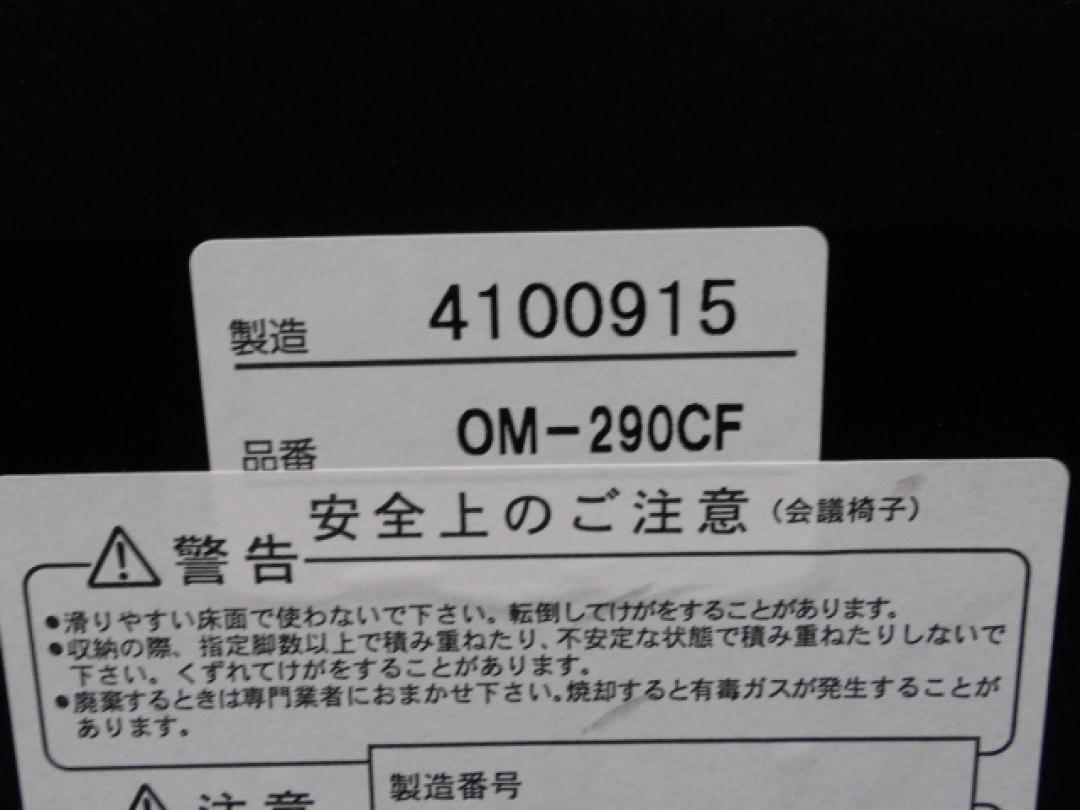 製造 4100915
品番 OM-290CF
安全上のご注意（会議椅子）
警告
●滑りやすい床面で使わないで下さい。転倒してけがをすることがあります。
●収納の際、指定脚数以上で積み重ねたり、不安定な状態で積み重ねたりしないで
下さい。くずれてけがをすることがあります。
●廃棄するときは専門業者におまかせ下さい。焼却すると有毒ガスが発生することが
あります。
注意
製造番号